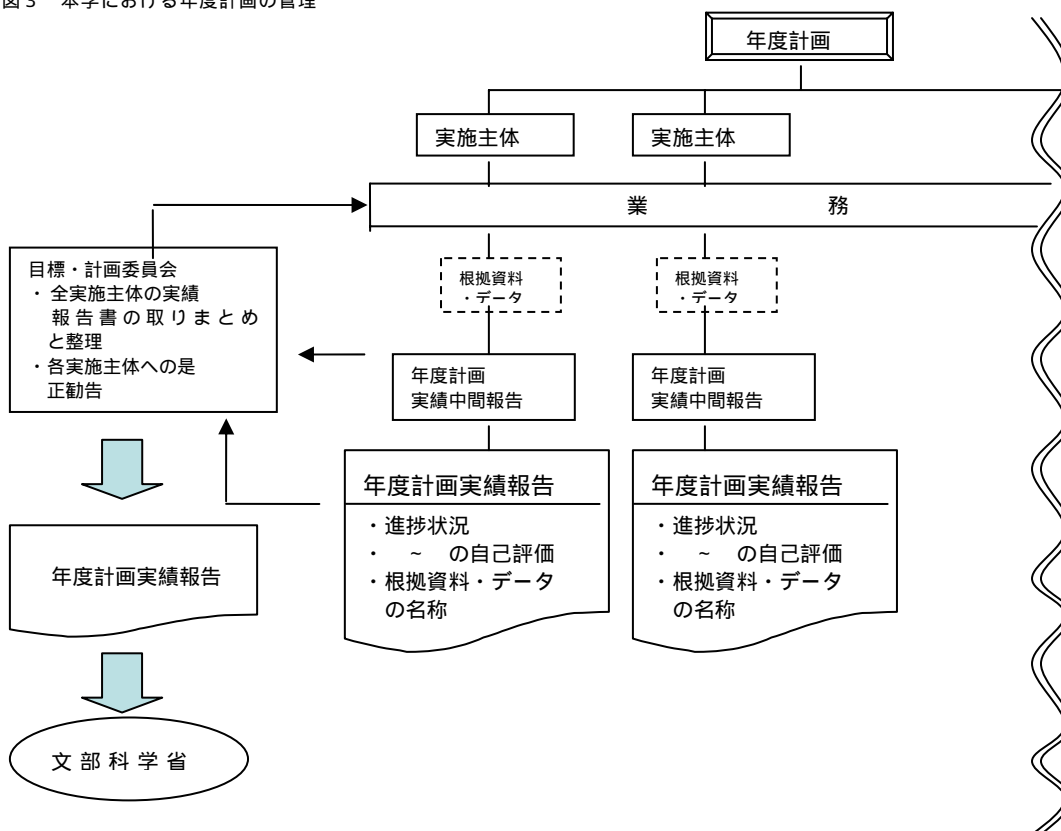 図3 本学における年度計画の管理
年度計画
実施主体
実施主体
業 務
目標・計画委員会
・ 全実施主体の実績
報告書の取りまとめ
と整理
・各実施主体への是
正勧告
根拠資料
・データ
根拠資料
・データ
年度計画
実績中間報告
年度計画
実績中間報告
年度計画実績報告
・進捗状況
・ ~ の自己評価
・根拠資料・データ
の名称
年度計画実績報告
・進捗状況
・ ~ の自己評価
・根拠資料・データ
の名称
年度計画実績報告
文部科学省